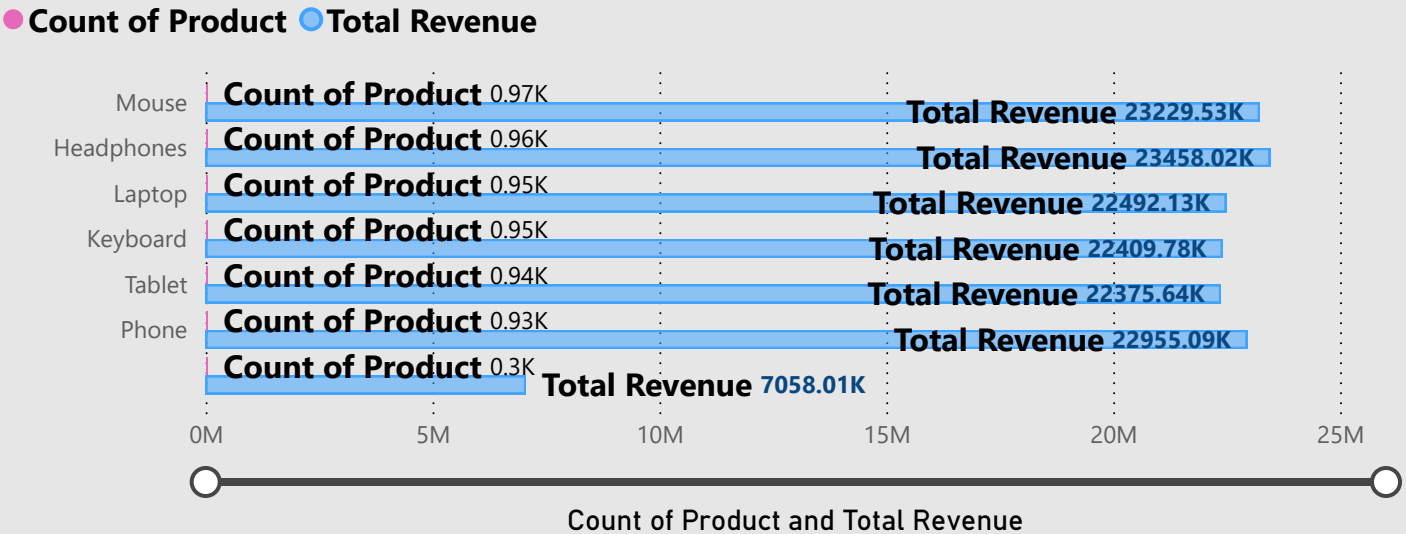 Count of Product Total Revenue
Count of Product 0.97K
Mouse
Total Revenue 23229.53K
Count of Product 0.96K
Headphones
Total Revenue 23458.02K
Count of Product 0.95K
Laptop
Total Revenue 22492.13K
Count of Product 0.95K
Keyboard
Total Revenue 22409.78K
Count of Product 0.94K
Tablet
Total Revenue 22375.64K
Count of Product 0.93K
Phone
Total Revenue 22955.09K
Count of Product 0.3K
Total Revenue 7058.01K
0M 5M 10M 15M 20M 25M
Count of Product and Total Revenue